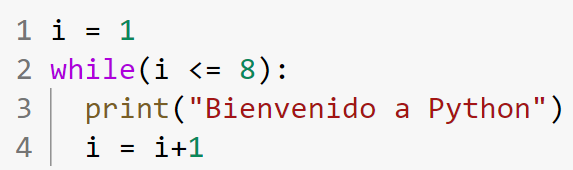 1 i = 1
2 while(i <= 8):
3   print("Bienvenido a Python")
4   i = i+1